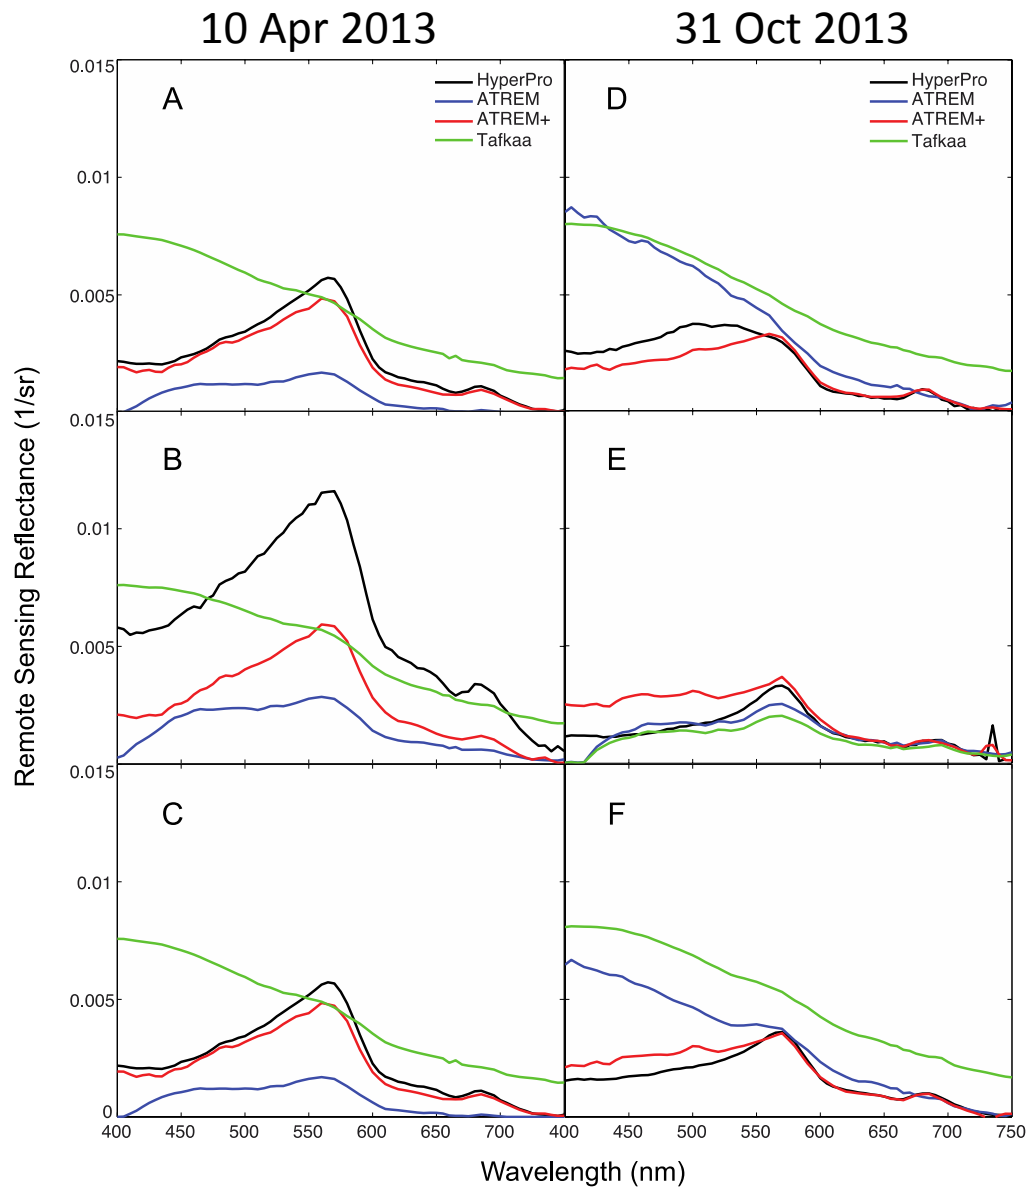 10 Apr 2013
31 Oct 2013
0.015
A
HyperPro
ATREM
ATREM+
Tafkaa
D
HyperPro
ATREM
ATREM+
Tafkaa
0.01
0.005
0.015
B
E
0.01
0.005
0.015
C
F
0.01
0.005
0
400 450 500 550 600 650 700 400 450 500 550 600 650 700 750
Remote Sensing Reflectance (1/sr)
Wavelength (nm)